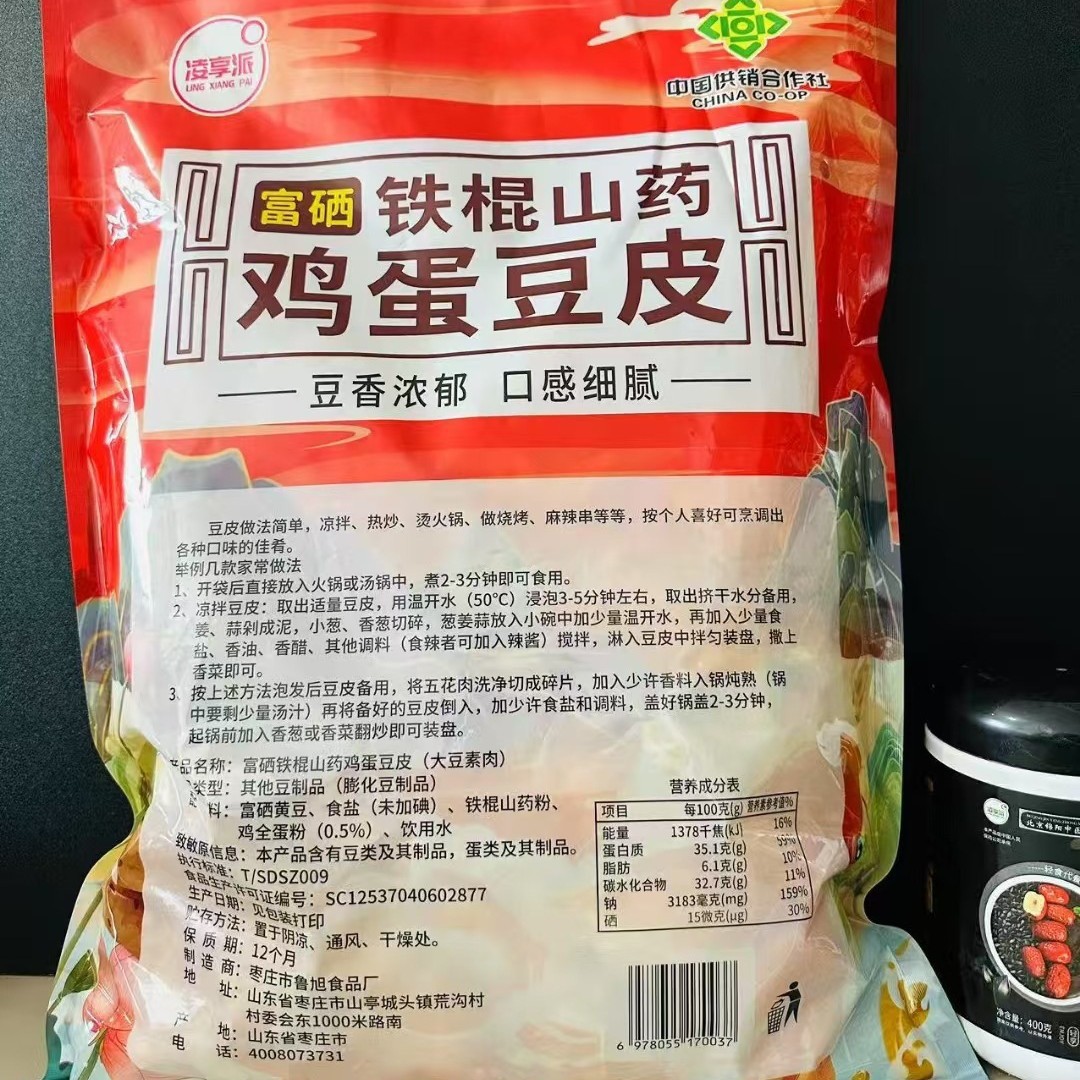 凌享派
LING XIANG PAI
中国供销合作社
CHINA CO-OP
富硒 铁棍山药
鸡蛋豆皮
豆香浓郁 口感细腻
豆皮做法简单，凉拌、热炒、烫火锅、做烧烤、麻辣串等等，按个人喜好可烹调出
各种口味的佳肴。
举例几款家常做法
1、开袋后直接放入火锅或汤锅中，煮2-3分钟即可食用。
2、凉拌豆皮：取出适量豆皮，用温开水（50℃）浸泡3-5分钟左右，取出挤干水分备用，
姜、蒜剁成泥，小葱、香葱切碎，葱姜蒜放入小碗中加少量温开水，再加入少量食
盐、香油、香醋、其他调料（食辣者可加入辣酱）搅拌，淋入豆皮中拌匀装盘，撒上
香菜即可。
3、按上述方法泡发后豆皮备用，将五花肉洗净切成碎片，加入少许香料入锅炖熟（锅
中要剩少量汤汁）再将备好的豆皮倒入，加少许食盐和调料，盖好锅盖2-3分钟，
起锅前加入香葱或香菜翻炒即可装盘。
产品名称：富硒铁棍山药鸡蛋豆皮（大豆素肉）
类型：其他豆制品（膨化豆制品）
料：富硒黄豆、食盐（未加碘）、铁棍山药粉、
鸡全蛋粉（0.5%）、饮用水
致敏原信息：本产品含有豆类及其制品，蛋类及其制品。
执行标准：T/SDSZ009
食品生产许可证编号：SC12537040602877
生产日期：见包装打印
贮存方法：置于阴凉、通风、干燥处。
保质期：12个月
制造商：枣庄市鲁旭食品厂
地址：山东省枣庄市山亭城头镇荒沟村
村委会东1000米路南
产地：山东省枣庄市
电话：4008073731
营养成分表
项目 每100克(g) 营养素参考值%
能量 1378千焦(kJ) 16%
蛋白质 35.1克(g) 59%
脂肪 6.1克(g) 10%
碳水化合物 32.7克(g) 11%
钠 3183毫克(mg) 159%
硒 15微克(μg) 30%
6 978055 170037
凌享派
轻食代餐
净含量：400克